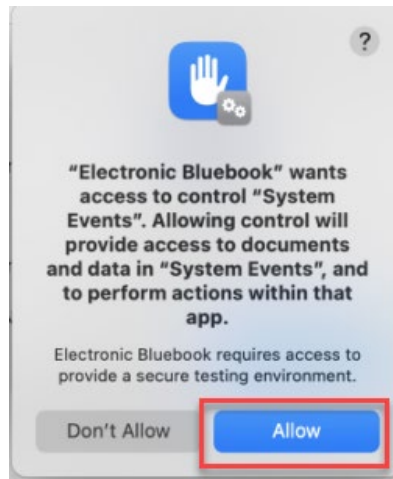 ?
“Electronic Bluebook” wants
access to control “System
Events”. Allowing control will
provide access to documents
and data in “System Events”, and
to perform actions within that
app.
Electronic Bluebook requires access to
provide a secure testing environment.
Don't Allow
Allow